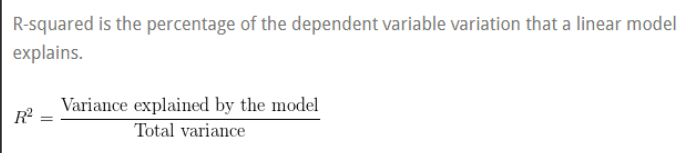 R-squared is the percentage of the dependent variable variation that a linear model
explains.
R² = Variance explained by the model / Total variance